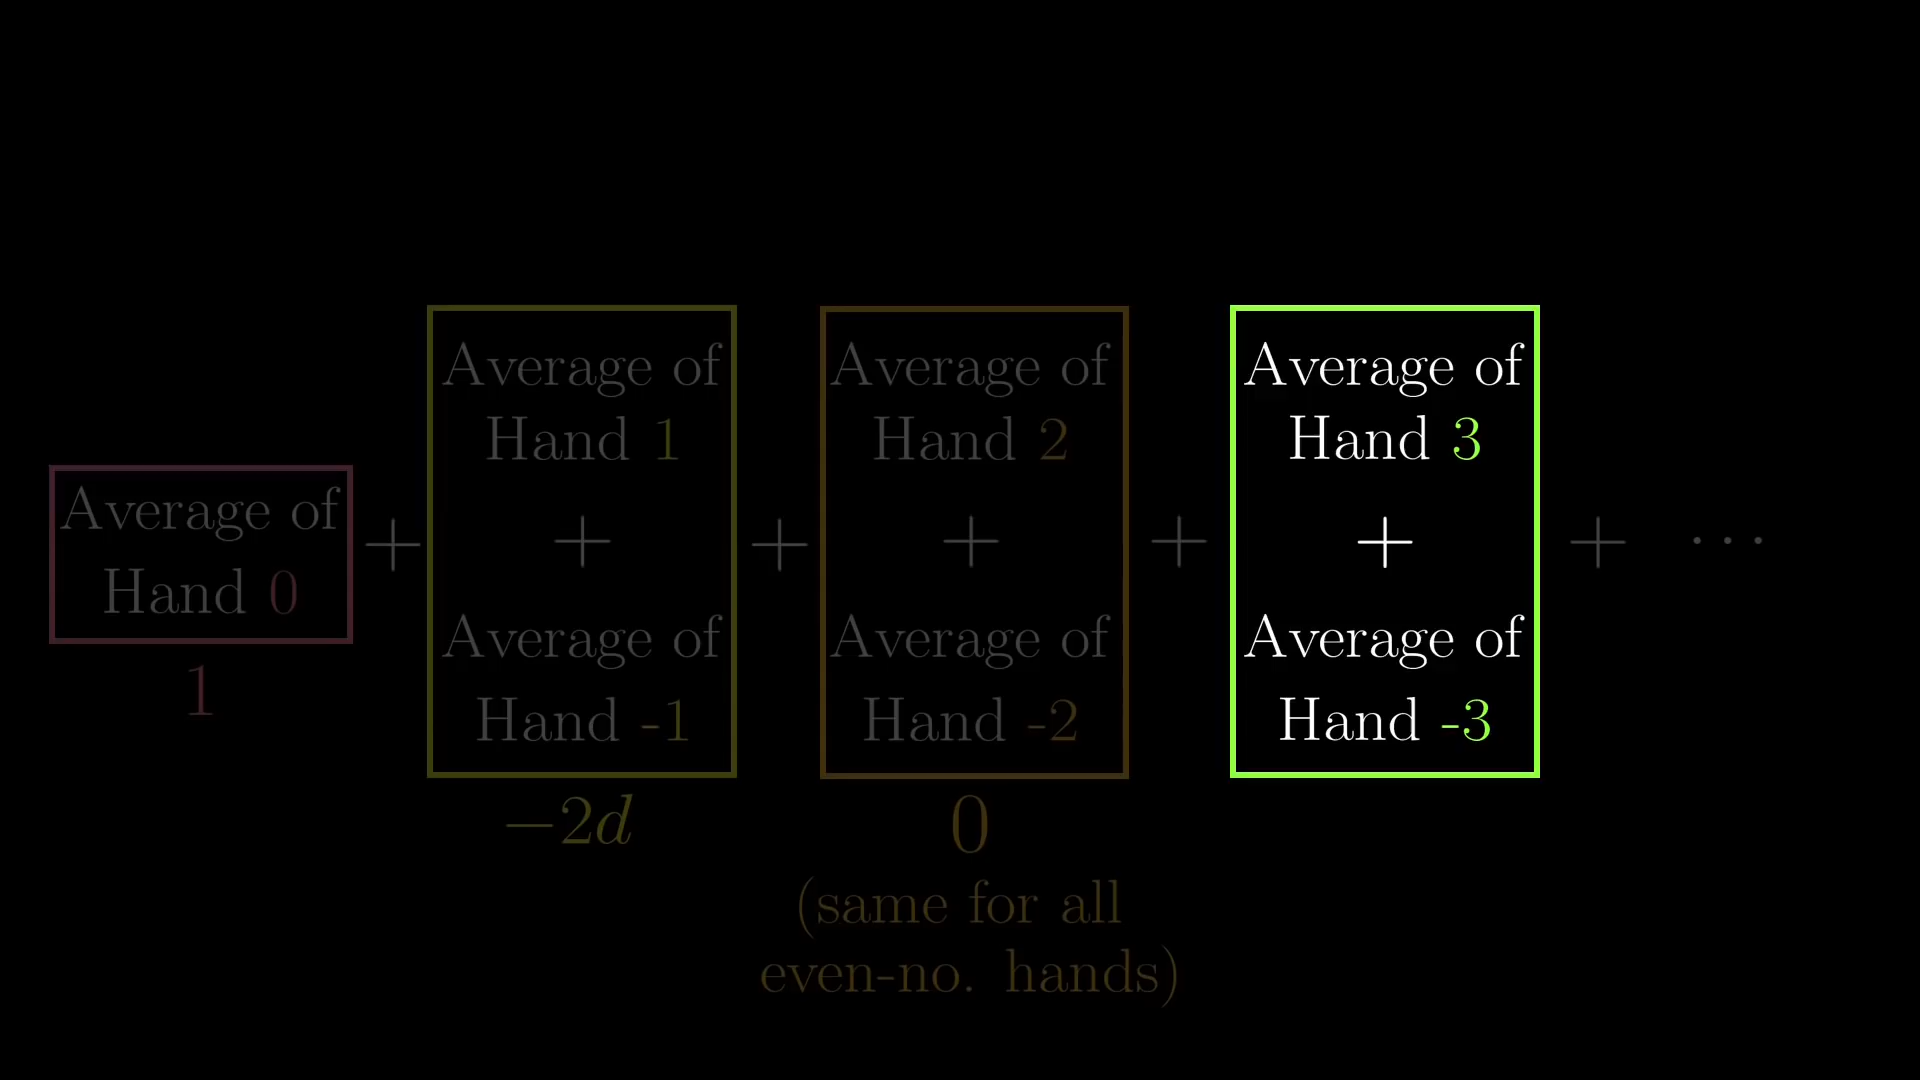 Average of
Hand 0
1
+
Average of
Hand 1
+
Average of
Hand -1
−2d
+
Average of
Hand 2
+
Average of
Hand -2
0
(same for all
even-no. hands)
+
Average of
Hand 3
+
Average of
Hand -3
+ ⋯